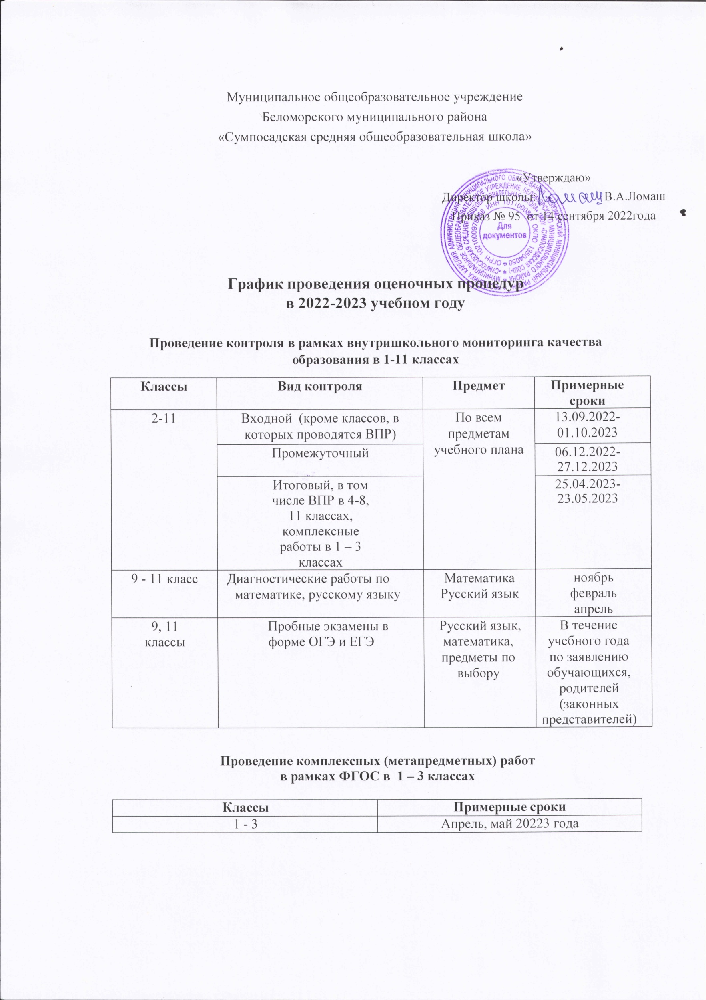 Муниципальное общеобразовательное учреждение
Беломорского муниципального района
«Сумпосадская средняя общеобразовательная школа»
«Утверждаю»
Директор школы: Ломаш В.А.Ломаш
Приказ № 95 от 14 сентября 2022года
Для
документов
График проведения оценочных процедур
в 2022-2023 учебном году
Проведение контроля в рамках внутришкольного мониторинга качества
образования в 1-11 классах
Классы
Вид контроля
Предмет
Примерные
сроки
2-11
Входной (кроме классов, в
которых проводятся ВПР)
По всем
предметам
учебного плана
13.09.2022-
01.10.2023
Промежуточный
06.12.2022-
27.12.2023
Итоговый, в том
числе ВПР в 4-8,
11 классах,
комплексные
работы в 1 – 3
классах
25.04.2023-
23.05.2023
9 - 11 класс
Диагностические работы по
математике, русскому языку
Математика
Русский язык
ноябрь
февраль
апрель
9, 11
классы
Пробные экзамены в
форме ОГЭ и ЕГЭ
Русский язык,
математика,
предметы по
выбору
В течение
учебного года
по заявлению
обучающихся,
родителей
(законных
представителей)
Проведение комплексных (метапредметных) работ
в рамках ФГОС в 1 – 3 классах
Классы
Примерные сроки
1 - 3
Апрель, май 20223 года